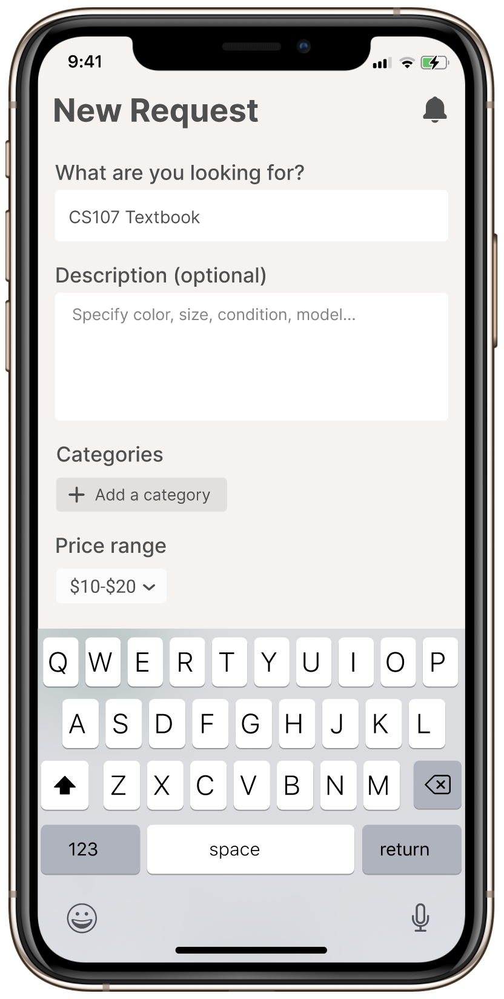 9:41
New Request
What are you looking for?
CS107 Textbook
Description (optional)
Specify color, size, condition, model...
Categories
+ Add a category
Price range
$10-$20
Q W E R T Y U I O P
A S D F G H J K L
Z X C V B N M
123 space return